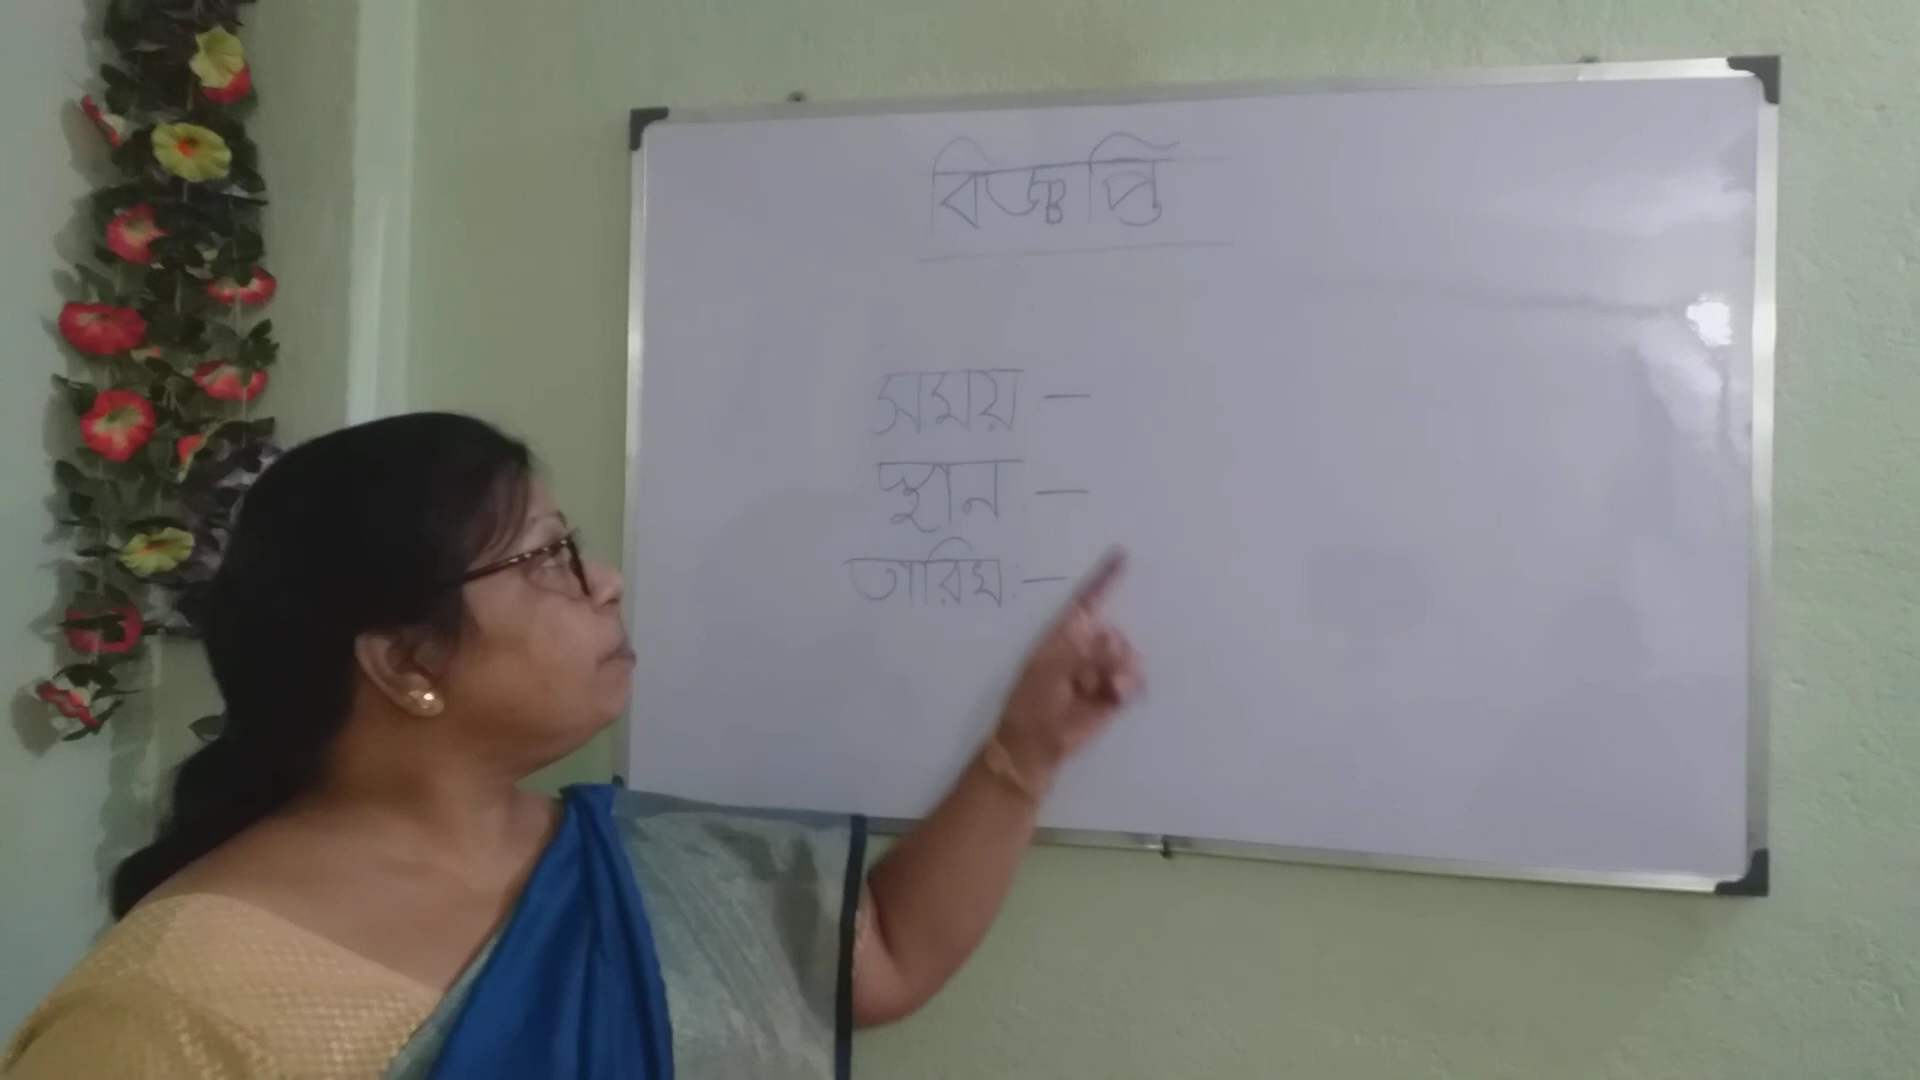 বিজ্ঞপ্তি
সময় —
স্থান :—
তারিখ :—